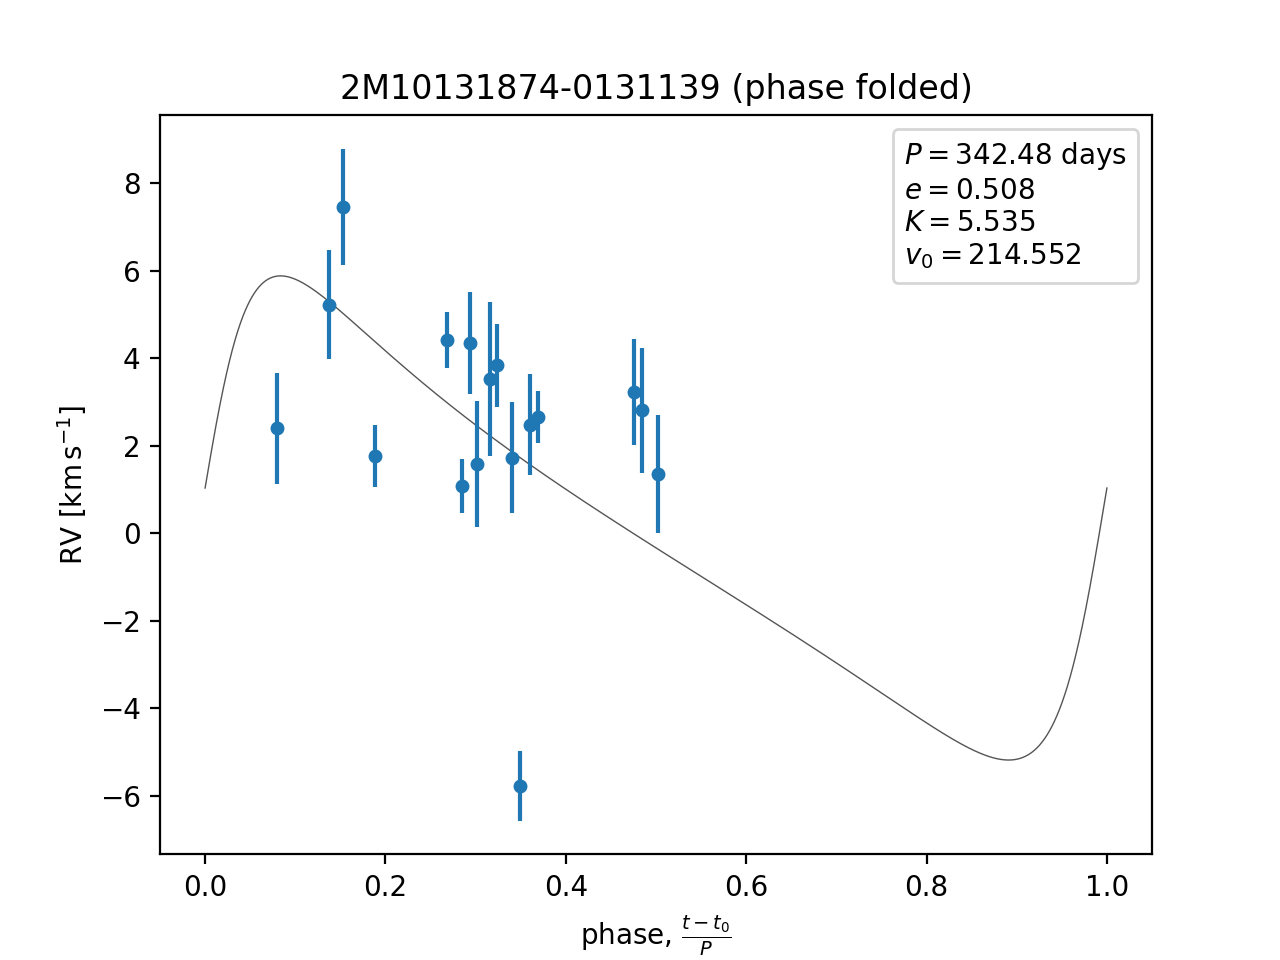 2M10131874-0131139 (phase folded)
P = 342.48 days
e = 0.508
K = 5.535
v₀ = 214.552
RV [km s⁻¹]
8
6
4
2
0
−2
−4
−6
0.0 0.2 0.4 0.6 0.8 1.0
phase, (t − t₀)/P